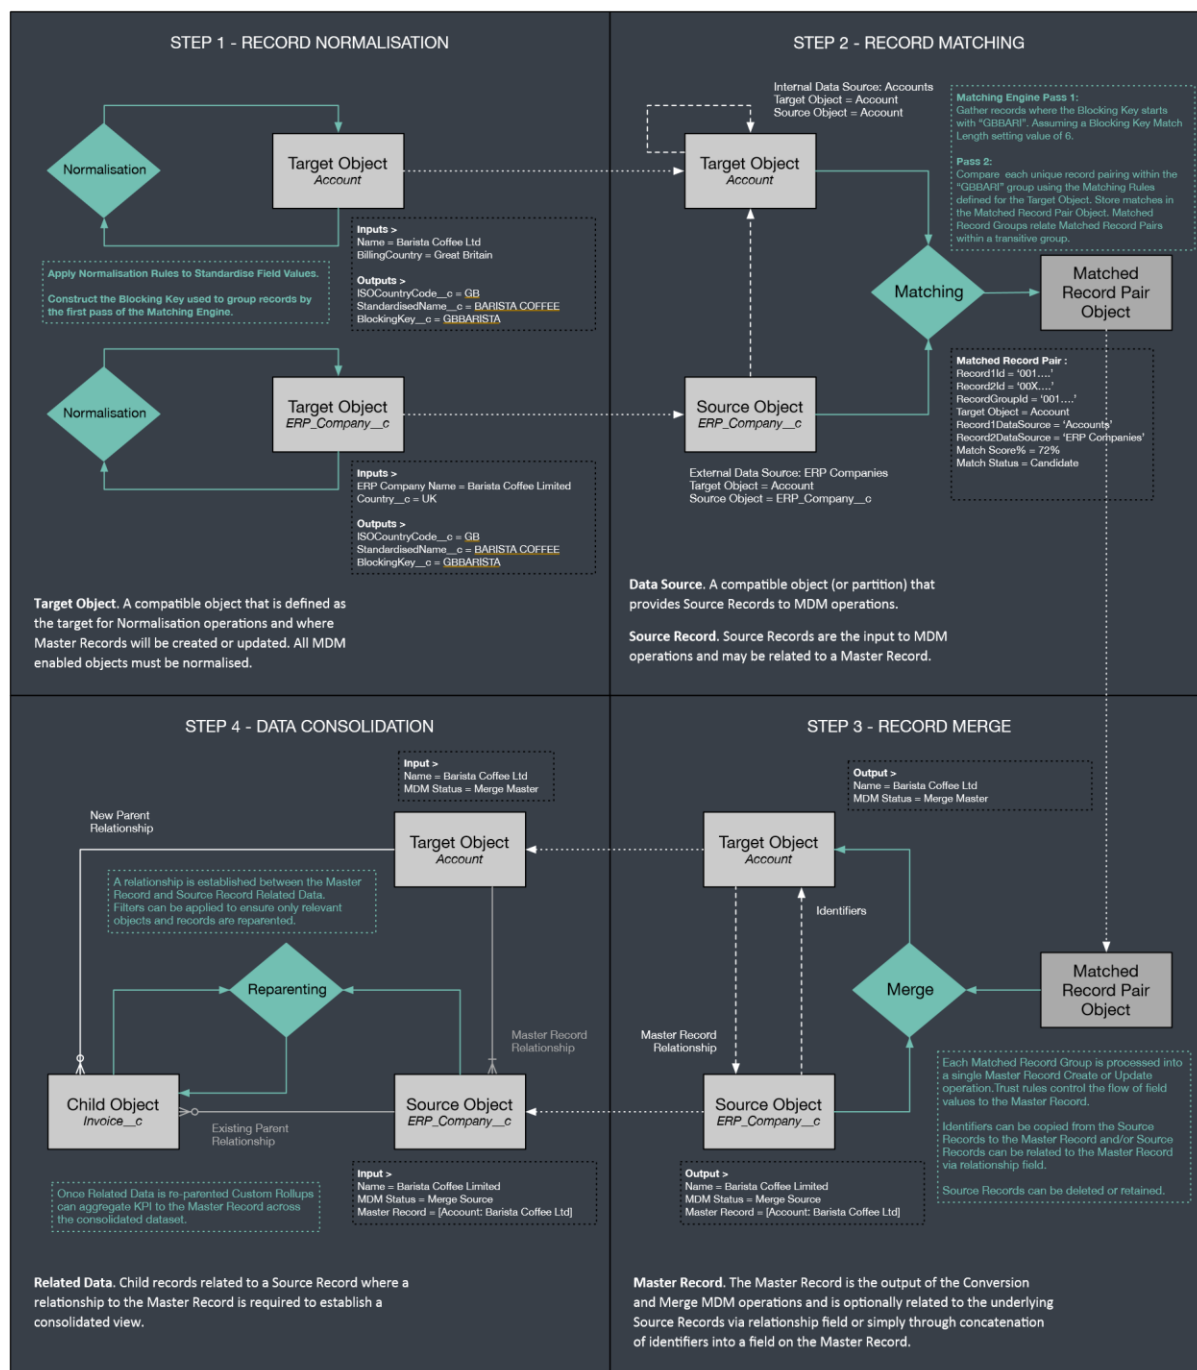 STEP 1 - RECORD NORMALISATION
Normalisation
Target Object
Account
Inputs >
Name = Barista Coffee Ltd
BillingCountry = Great Britain
Outputs >
ISOCountryCode__c = GB
StandardisedName__c = BARISTA COFFEE
BlockingKey__c = GBBARISTA
Apply Normalisation Rules to Standardise Field Values.
Construct the Blocking Key used to group records by
the first pass of the Matching Engine.
Normalisation
Target Object
ERP_Company__c
Inputs >
ERP Company Name = Barista Coffee Limited
Country__c = UK
Outputs >
ISOCountryCode__c = GB
StandardisedName__c = BARISTA COFFEE
BlockingKey__c = GBBARISTA
Target Object. A compatible object that is defined as
the target for Normalisation operations and where
Master Records will be created or updated. All MDM
enabled objects must be normalised.
STEP 2 - RECORD MATCHING
Internal Data Source: Accounts
Target Object = Account
Source Object = Account
Target Object
Account
Matching Engine Pass 1:
Gather records where the Blocking Key starts
with “GBBARI”. Assuming a Blocking Key Match
Length setting value of 6.
Pass 2:
Compare each unique record pairing within the
“GBBARI” group using the Matching Rules
defined for the Target Object. Store matches in
the Matched Record Pair Object. Matched
Record Groups relate Matched Record Pairs
within a transitive group.
Matching
Matched
Record Pair
Object
Matched Record Pair :
Record1Id = ‘001....’
Record2Id = ‘00X....’
RecordGroupId = ‘001....’
Target Object = Account
Record1DataSource = ‘Accounts’
Record2DataSource = ‘ERP Companies’
Match Score% = 72%
Match Status = Candidate
Source Object
ERP_Company__c
External Data Source: ERP Companies
Target Object = Account
Source Object = ERP_Company__c
Data Source. A compatible object (or partition) that
provides Source Records to MDM operations.
Source Record. Source Records are the input to MDM
operations and may be related to a Master Record.
STEP 4 - DATA CONSOLIDATION
Input >
Name = Barista Coffee Ltd
MDM Status = Merge Master
New Parent
Relationship
Target Object
Account
A relationship is established between the Master
Record and Source Record Related Data.
Filters can be applied to ensure only relevant
objects and records are reparented.
Reparenting
Master Record
Relationship
Child Object
Invoice__c
Existing Parent
Relationship
Source Object
ERP_Company__c
Input >
Name = Barista Coffee Limited
MDM Status = Merge Source
Master Record = [Account: Barista Coffee Ltd]
Once Related Data is re-parented Custom Rollups
can aggregate KPI to the Master Record across
the consolidated dataset.
Related Data. Child records related to a Source Record where a
relationship to the Master Record is required to establish a
consolidated view.
STEP 3 - RECORD MERGE
Output >
Name = Barista Coffee Ltd
MDM Status = Merge Master
Target Object
Account
Identifiers
Merge
Matched
Record Pair
Object
Master Record
Relationship
Source Object
ERP_Company__c
Output >
Name = Barista Coffee Limited
MDM Status = Merge Source
Master Record = [Account: Barista Coffee Ltd]
Each Matched Record Group is processed into
a single Master Record Create or Update
operation.Trust rules control the flow of field
values to the Master Record.
Identifiers can be copied from the Source
Records to the Master Record and/or Source
Records can be related to the Master Record
via relationship field.
Source Records can be deleted or retained.
Master Record. The Master Record is the output of the Conversion
and Merge MDM operations and is optionally related to the underlying
Source Records via relationship field or simply through concatenation
of identifiers into a field on the Master Record.